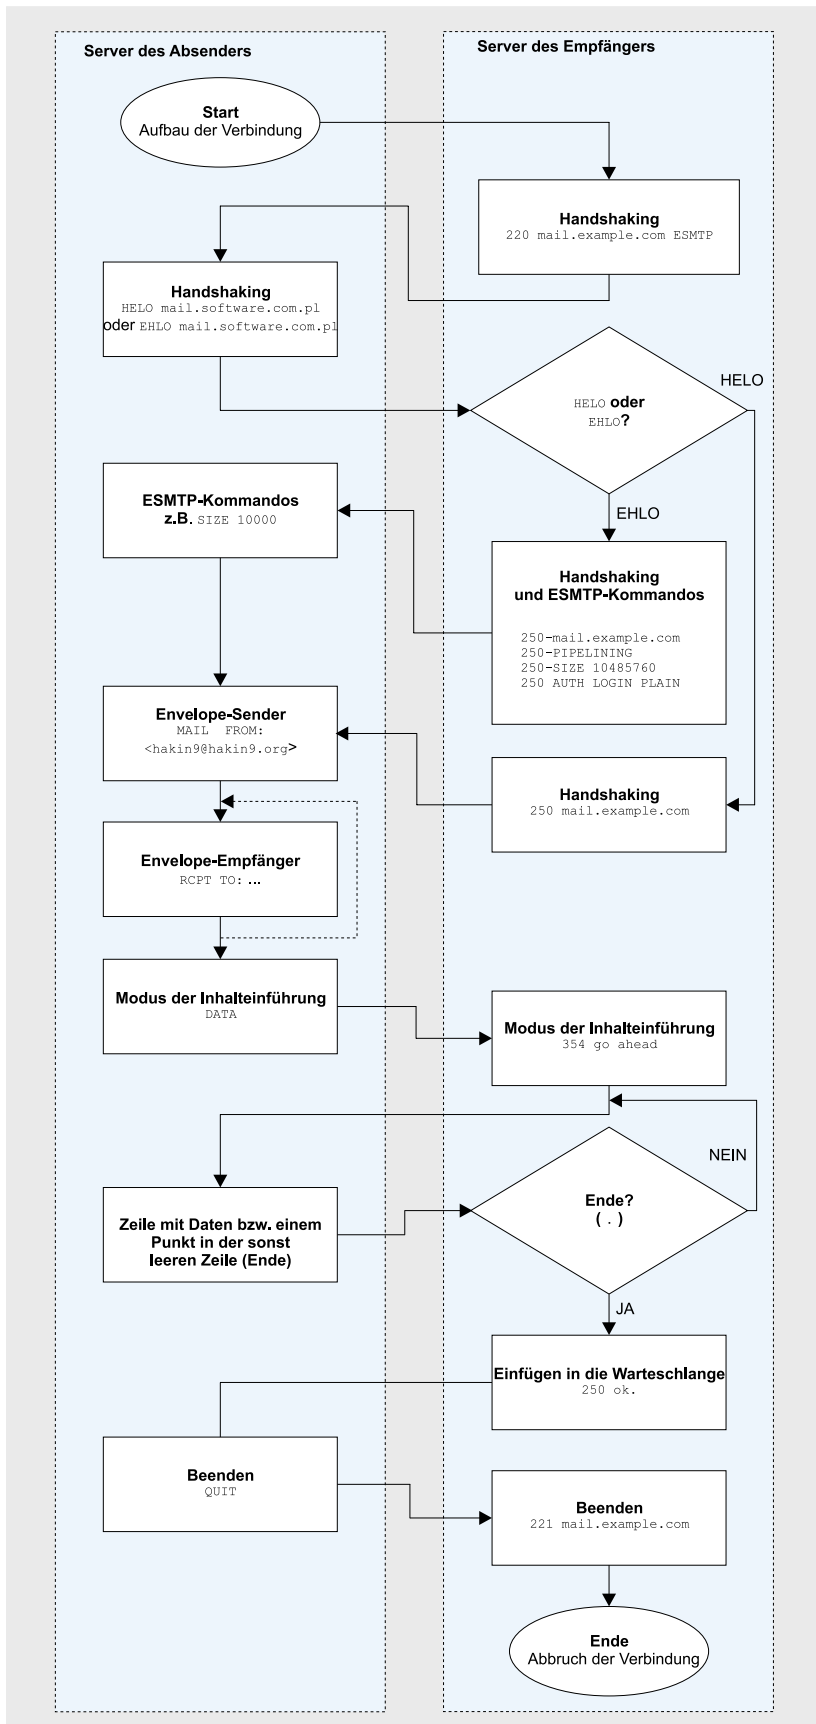 Server des Absenders
Server des Empfängers
Start
Aufbau der Verbindung
Handshaking
220 mail.example.com ESMTP
Handshaking
HELO mail.software.com.pl
oder EHLO mail.software.com.pl
HELO
HELO oder
EHLO?
EHLO
ESMTP-Kommandos
z.B. SIZE 10000
Handshaking
und ESMTP-Kommandos
250-mail.example.com
250-PIPELINING
250-SIZE 10485760
250 AUTH LOGIN PLAIN
Envelope-Sender
MAIL FROM:
<hakin9@hakin9.org>
Handshaking
250 mail.example.com
Envelope-Empfänger
RCPT TO: ...
Modus der Inhalteinführung
DATA
Modus der Inhalteinführung
354 go ahead
NEIN
Ende?
( . )
Zeile mit Daten bzw. einem
Punkt in der sonst
leeren Zeile (Ende)
JA
Einfügen in die Warteschlange
250 ok.
Beenden
QUIT
Beenden
221 mail.example.com
Ende
Abbruch der Verbindung